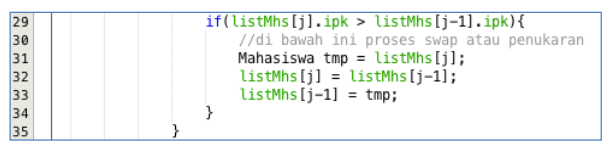 29 if(listMhs[j].ipk > listMhs[j-1].ipk){
30 //di bawah ini proses swap atau penukaran
31 Mahasiswa tmp = listMhs[j];
32 listMhs[j] = listMhs[j-1];
33 listMhs[j-1] = tmp;
34 }
35 }